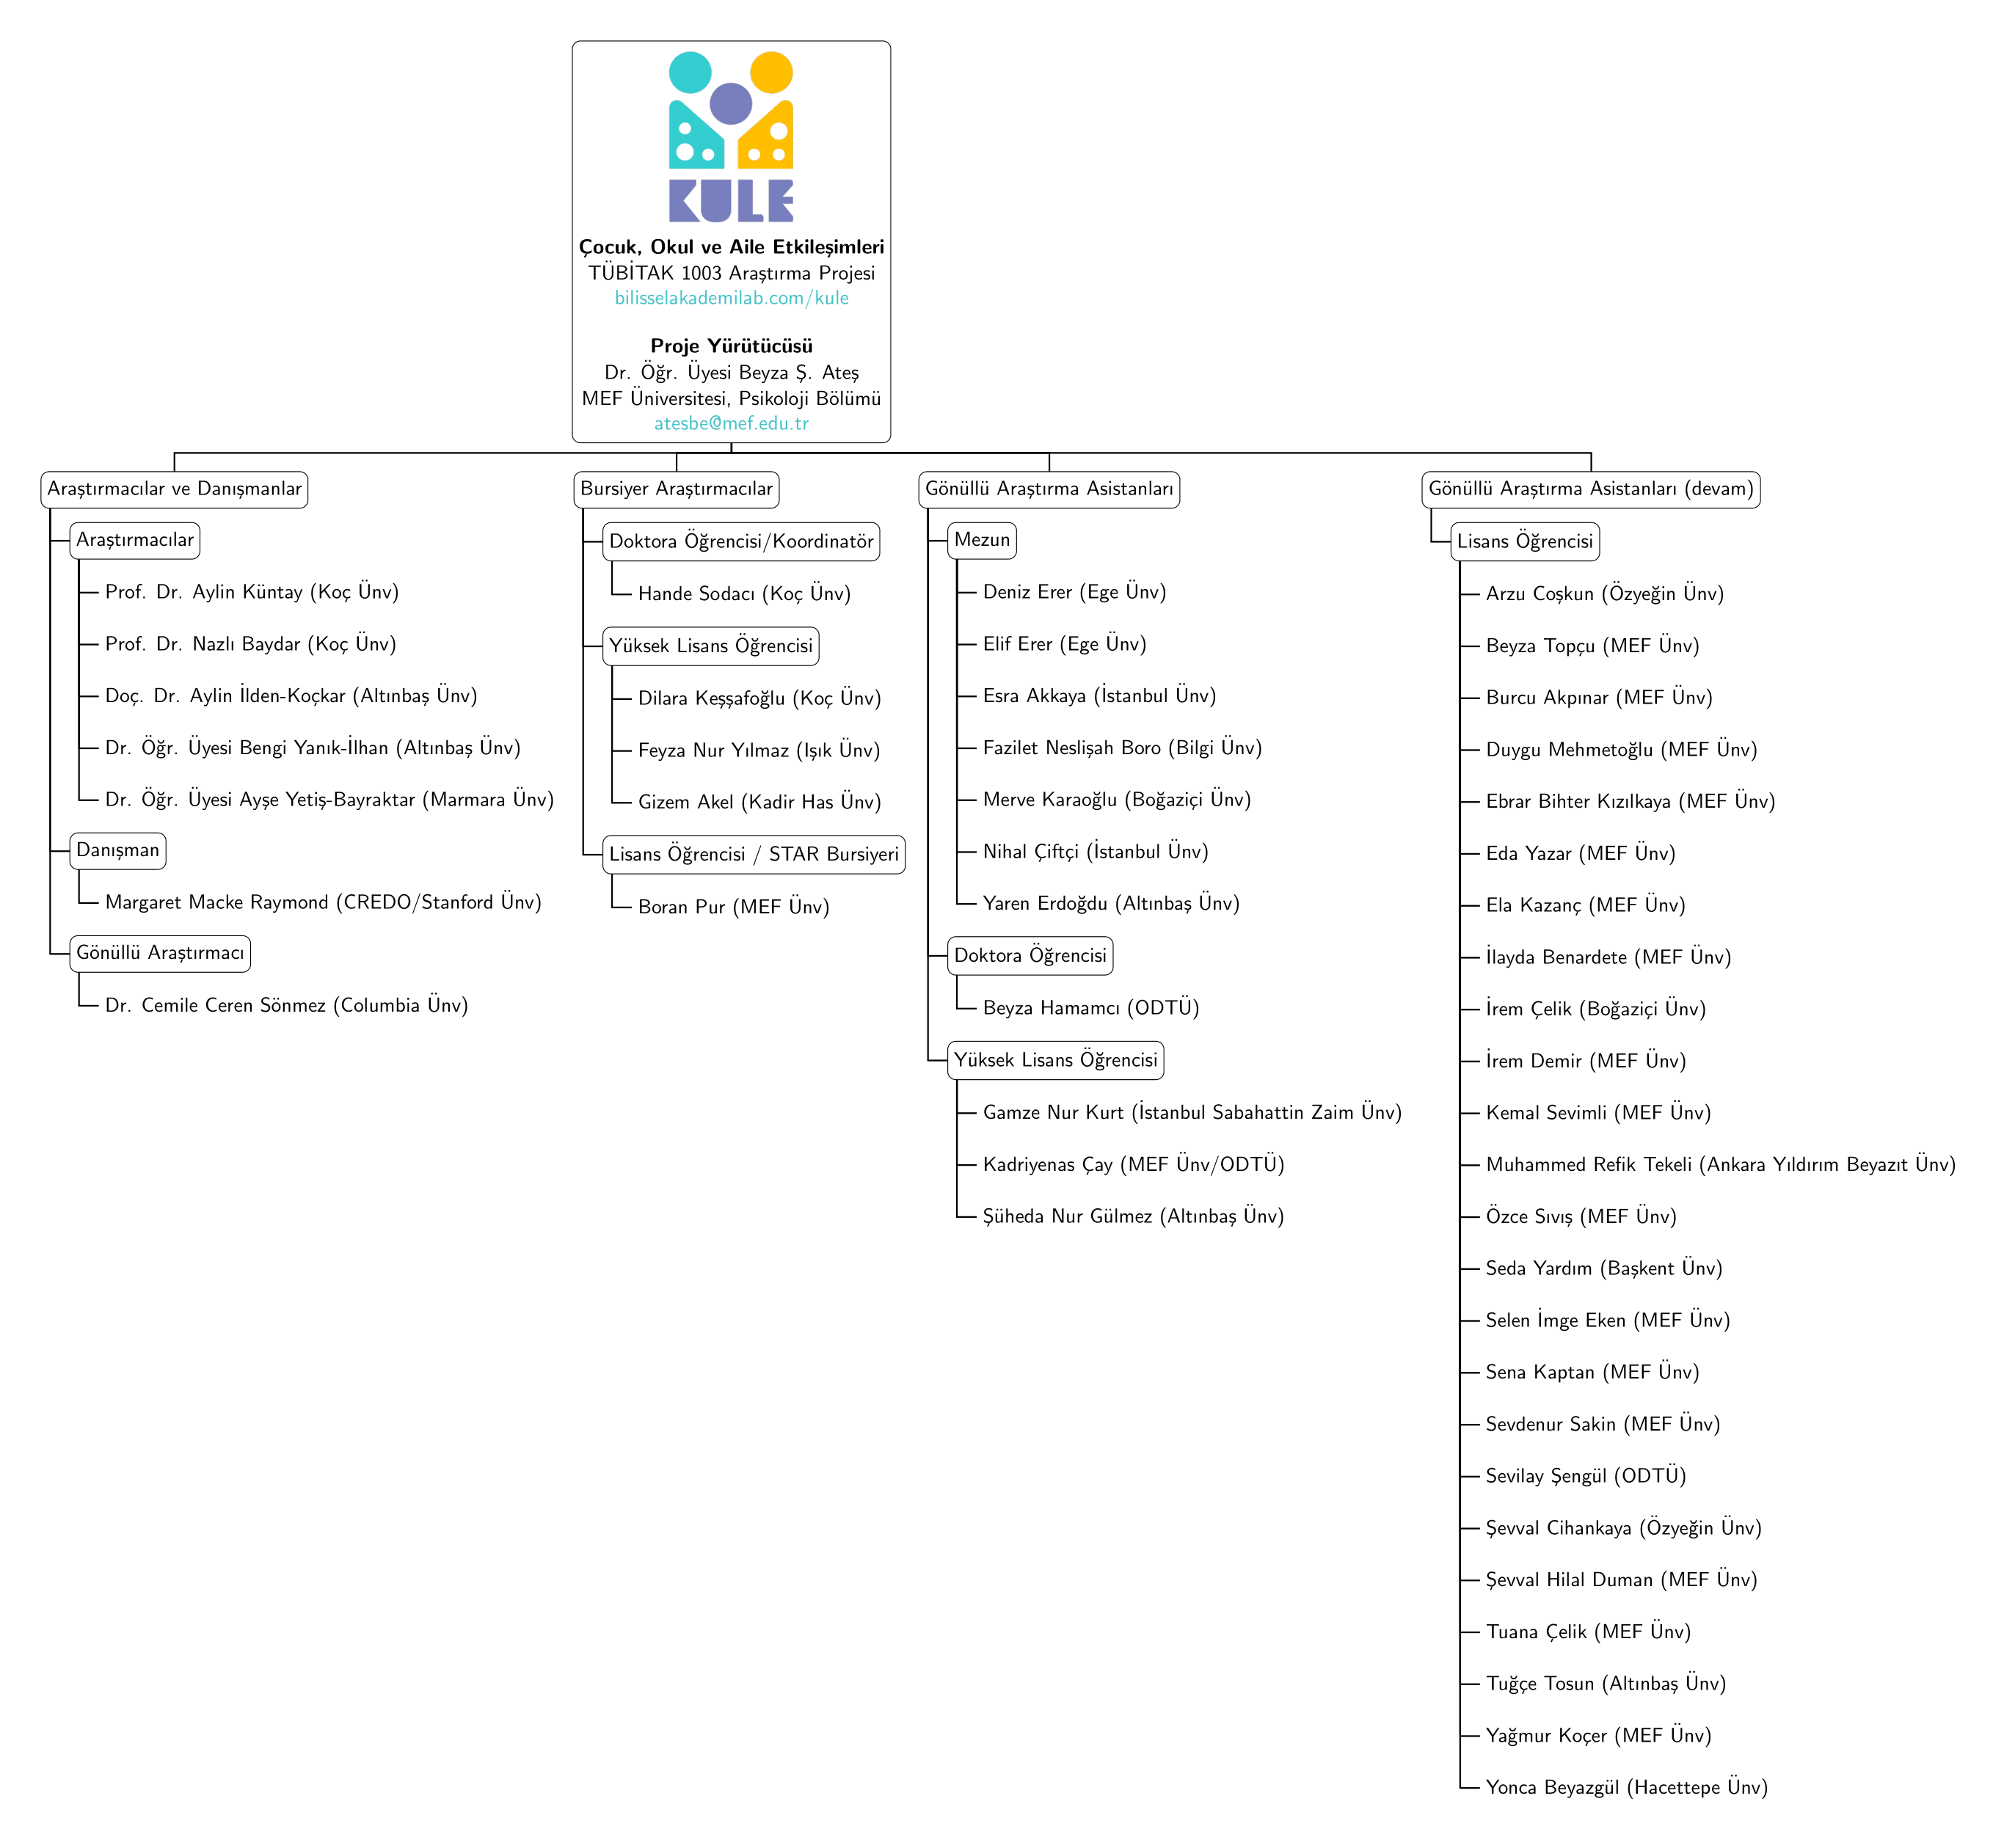 KULE
Çocuk, Okul ve Aile Etkileşimleri
TÜBİTAK 1003 Araştırma Projesi
bilisselakademilab.com/kule
Proje Yürütücüsü
Dr. Öğr. Üyesi Beyza Ş. Ateş
MEF Üniversitesi, Psikoloji Bölümü
atesbe@mef.edu.tr
Araştırmacılar ve Danışmanlar
Araştırmacılar
Prof. Dr. Aylin Küntay (Koç Ünv)
Prof. Dr. Nazlı Baydar (Koç Ünv)
Doç. Dr. Aylin İlden-Koçkar (Altınbaş Ünv)
Dr. Öğr. Üyesi Bengi Yanık-İlhan (Altınbaş Ünv)
Dr. Öğr. Üyesi Ayşe Yetiş-Bayraktar (Marmara Ünv)
Danışman
Margaret Macke Raymond (CREDO/Stanford Ünv)
Gönüllü Araştırmacı
Dr. Cemile Ceren Sönmez (Columbia Ünv)
Bursiyer Araştırmacılar
Doktora Öğrencisi/Koordinatör
Hande Sodacı (Koç Ünv)
Yüksek Lisans Öğrencisi
Dilara Keşşafoğlu (Koç Ünv)
Feyza Nur Yılmaz (Işık Ünv)
Gizem Akel (Kadir Has Ünv)
Lisans Öğrencisi / STAR Bursiyeri
Boran Pur (MEF Ünv)
Gönüllü Araştırma Asistanları
Mezun
Deniz Erer (Ege Ünv)
Elif Erer (Ege Ünv)
Esra Akkaya (İstanbul Ünv)
Fazilet Neslişah Boro (Bilgi Ünv)
Merve Karaoğlu (Boğaziçi Ünv)
Nihal Çiftçi (İstanbul Ünv)
Yaren Erdoğdu (Altınbaş Ünv)
Doktora Öğrencisi
Beyza Hamamcı (ODTÜ)
Yüksek Lisans Öğrencisi
Gamze Nur Kurt (İstanbul Sabahattin Zaim Ünv)
Kadriyenas Çay (MEF Ünv/ODTÜ)
Şüheda Nur Gülmez (Altınbaş Ünv)
Gönüllü Araştırma Asistanları (devam)
Lisans Öğrencisi
Arzu Coşkun (Özyeğin Ünv)
Beyza Topçu (MEF Ünv)
Burcu Akpınar (MEF Ünv)
Duygu Mehmetoğlu (MEF Ünv)
Ebrar Bihter Kızılkaya (MEF Ünv)
Eda Yazar (MEF Ünv)
Ela Kazanç (MEF Ünv)
İlayda Benardete (MEF Ünv)
İrem Çelik (Boğaziçi Ünv)
İrem Demir (MEF Ünv)
Kemal Sevimli (MEF Ünv)
Muhammed Refik Tekeli (Ankara Yıldırım Beyazıt Ünv)
Özce Sıvış (MEF Ünv)
Seda Yardım (Başkent Ünv)
Selen İmge Eken (MEF Ünv)
Sena Kaptan (MEF Ünv)
Sevdenur Sakin (MEF Ünv)
Sevilay Şengül (ODTÜ)
Şevval Cihankaya (Özyeğin Ünv)
Şevval Hilal Duman (MEF Ünv)
Tuana Çelik (MEF Ünv)
Tuğçe Tosun (Altınbaş Ünv)
Yağmur Koçer (MEF Ünv)
Yonca Beyazgül (Hacettepe Ünv)